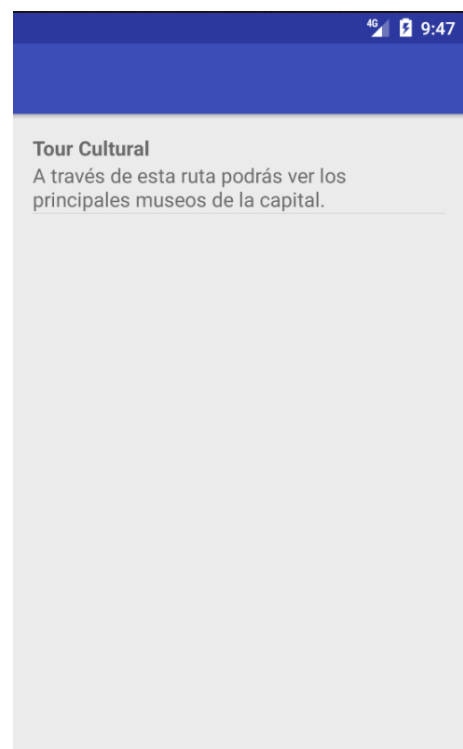 4G 9:47
Tour Cultural
A través de esta ruta podrás ver los
principales museos de la capital.